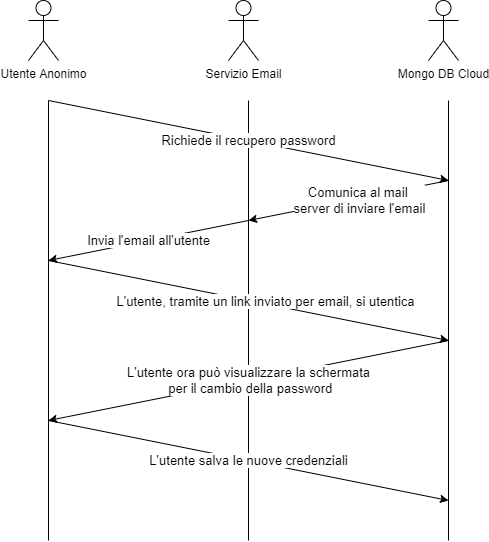 Utente Anonimo
Servizio Email
Mongo DB Cloud
Richiede il recupero password
Comunica al mail
server di inviare l'email
Invia l'email all'utente
L'utente, tramite un link inviato per email, si utentica
L'utente ora può visualizzare la schermata
per il cambio della password
L'utente salva le nuove credenziali